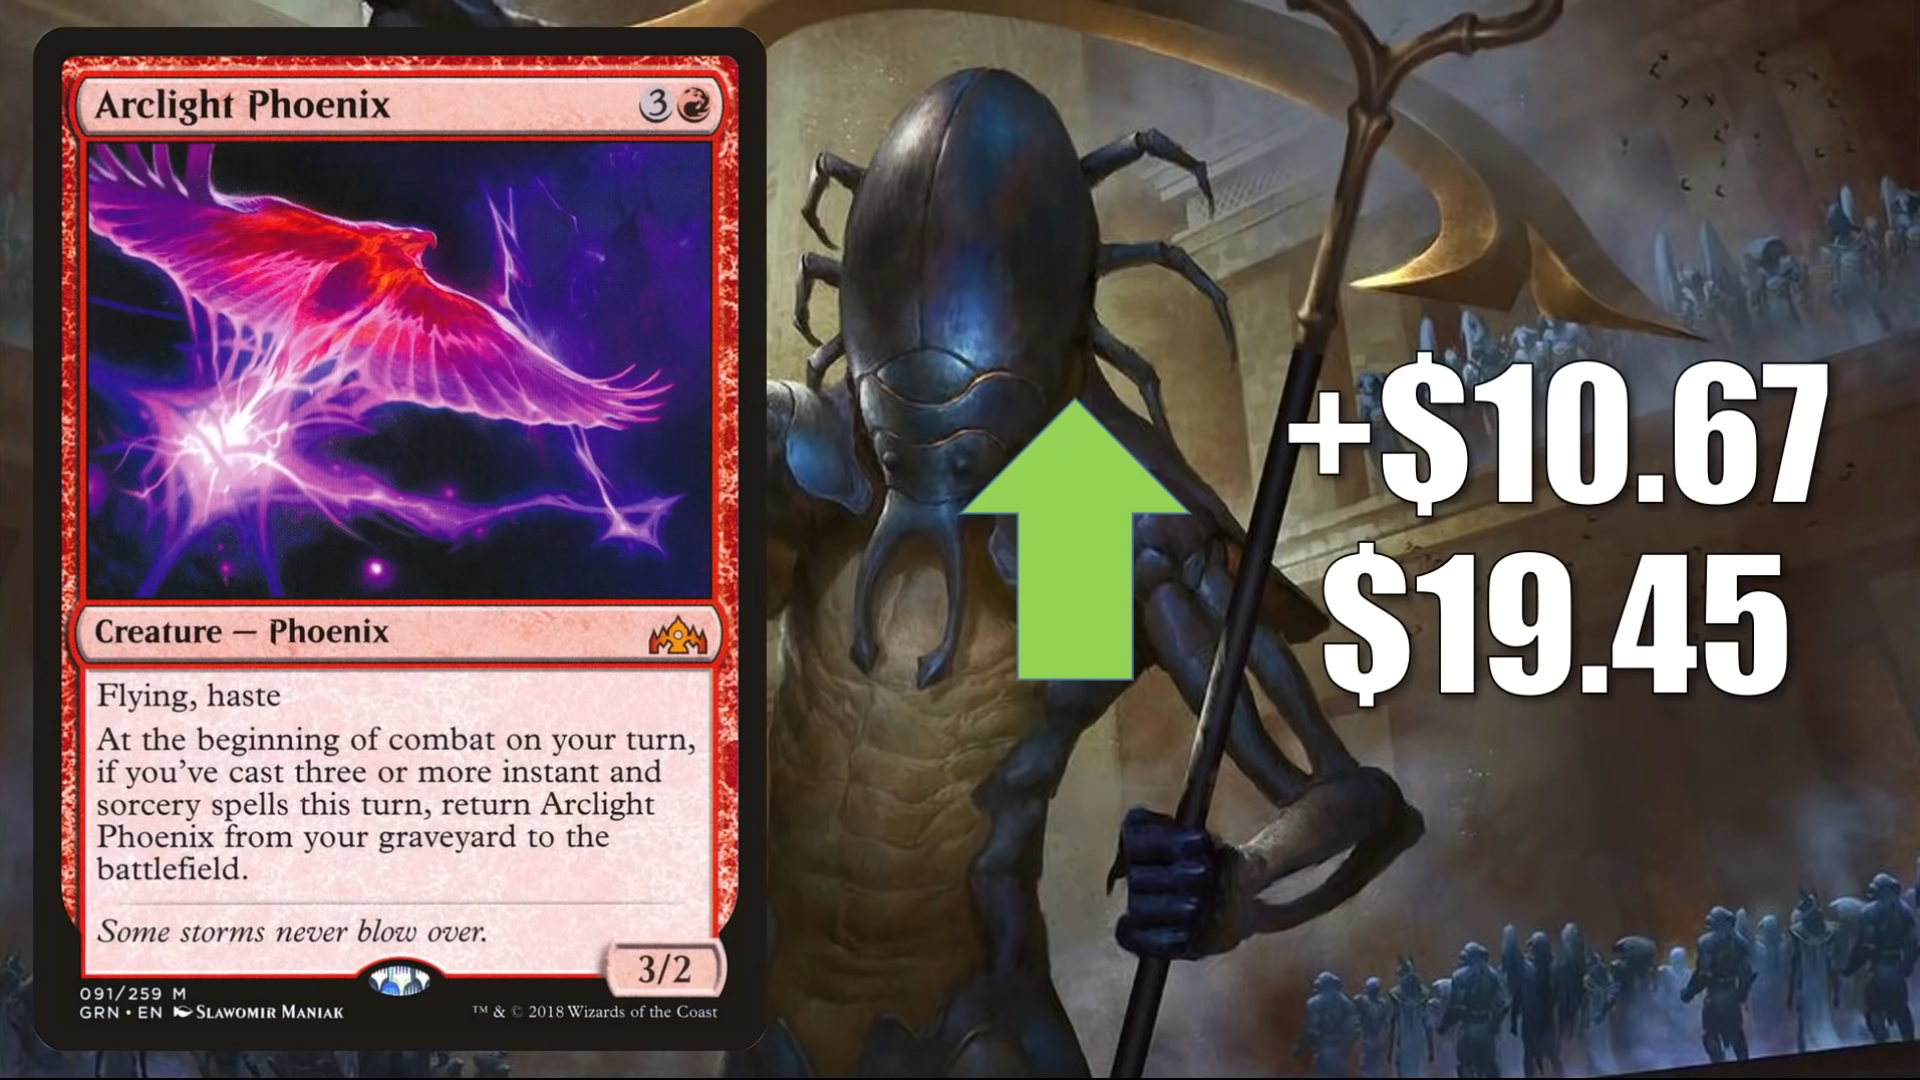 Arclight Phoenix 3
Creature — Phoenix
Flying, haste
At the beginning of combat on your turn,
if you've cast three or more instant and
sorcery spells this turn, return Arclight
Phoenix from your graveyard to the
battlefield.
Some storms never blow over.
3/2
091/259 M
GRN • EN SLAWOMIR MANIAK
™ & © 2018 Wizards of the Coast
+$10.67
$19.45